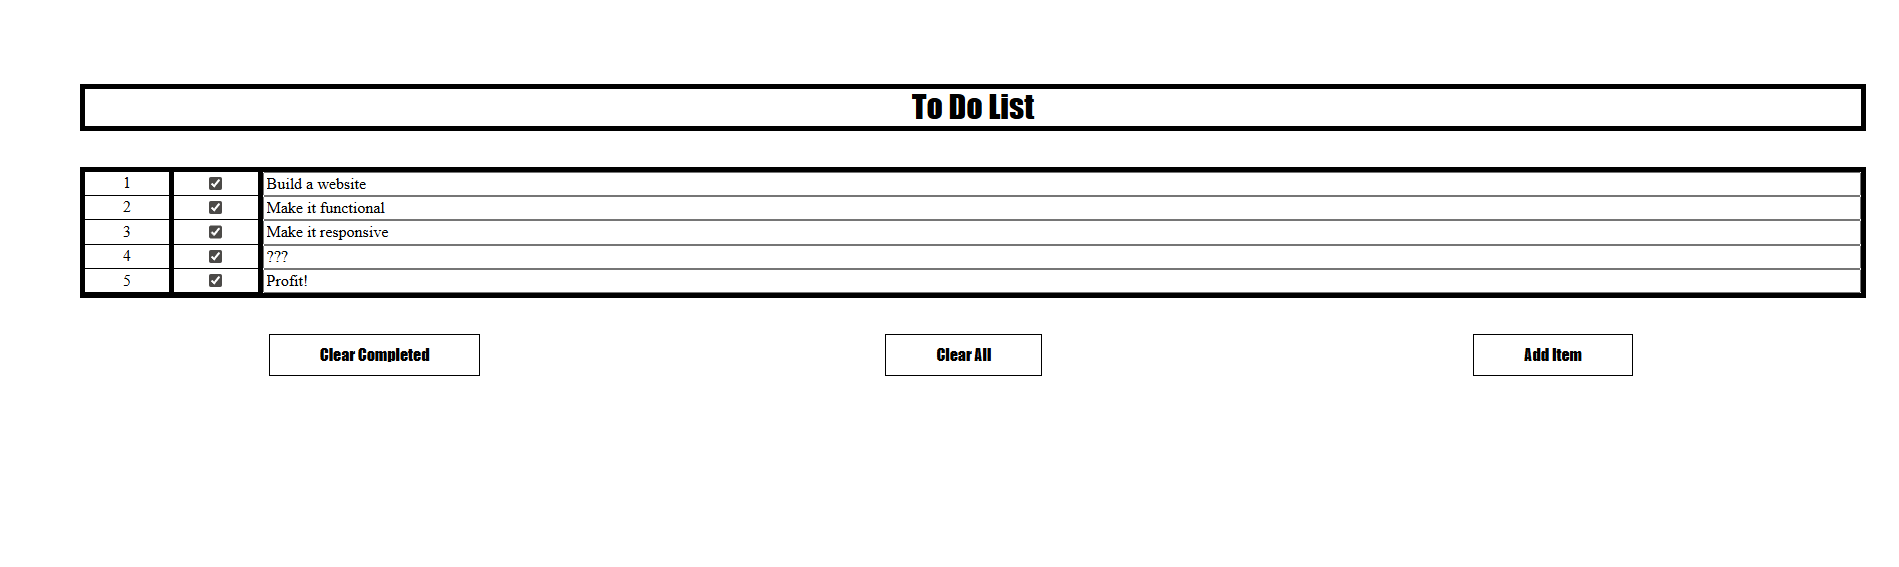 To Do List
1 Build a website
2 Make it functional
3 Make it responsive
4 ???
5 Profit!
Clear Completed Clear All Add Item